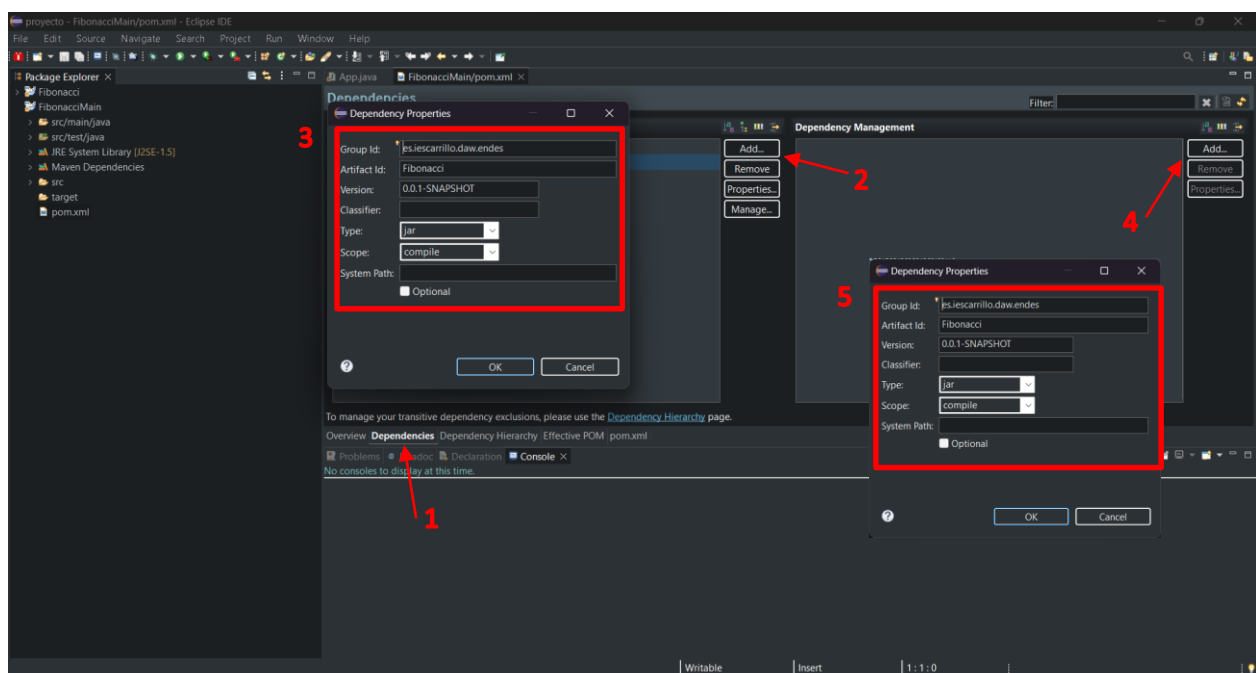 proyecto - FibonacciMain/pom.xml - Eclipse IDE
File Edit Source Navigate Search Project Run Window Help
Package Explorer
Fibonacci
FibonacciMain
src/main/java
src/test/java
JRE System Library [J2SE-1.5]
Maven Dependencies
src
target
pom.xml
App.java
FibonacciMain/pom.xml
Dependencies
Filter:
3
Dependency Properties
Group Id: es.iescarrillo.daw.endes
Artifact Id: Fibonacci
Version: 0.0.1-SNAPSHOT
Classifier:
Type: jar
Scope: compile
System Path:
Optional
OK Cancel
Add...
Remove
Properties...
Manage...
2
Dependency Management
Add...
Remove
Properties...
4
5
Dependency Properties
Group Id: es.iescarrillo.daw.endes
Artifact Id: Fibonacci
Version: 0.0.1-SNAPSHOT
Classifier:
Type: jar
Scope: compile
System Path:
Optional
OK Cancel
To manage your transitive dependency exclusions, please use the Dependency Hierarchy page.
Overview Dependencies Dependency Hierarchy Effective POM pom.xml
Problems Declaration Console
No consoles to display at this time.
1
Writable Insert 1 : 1 : 0